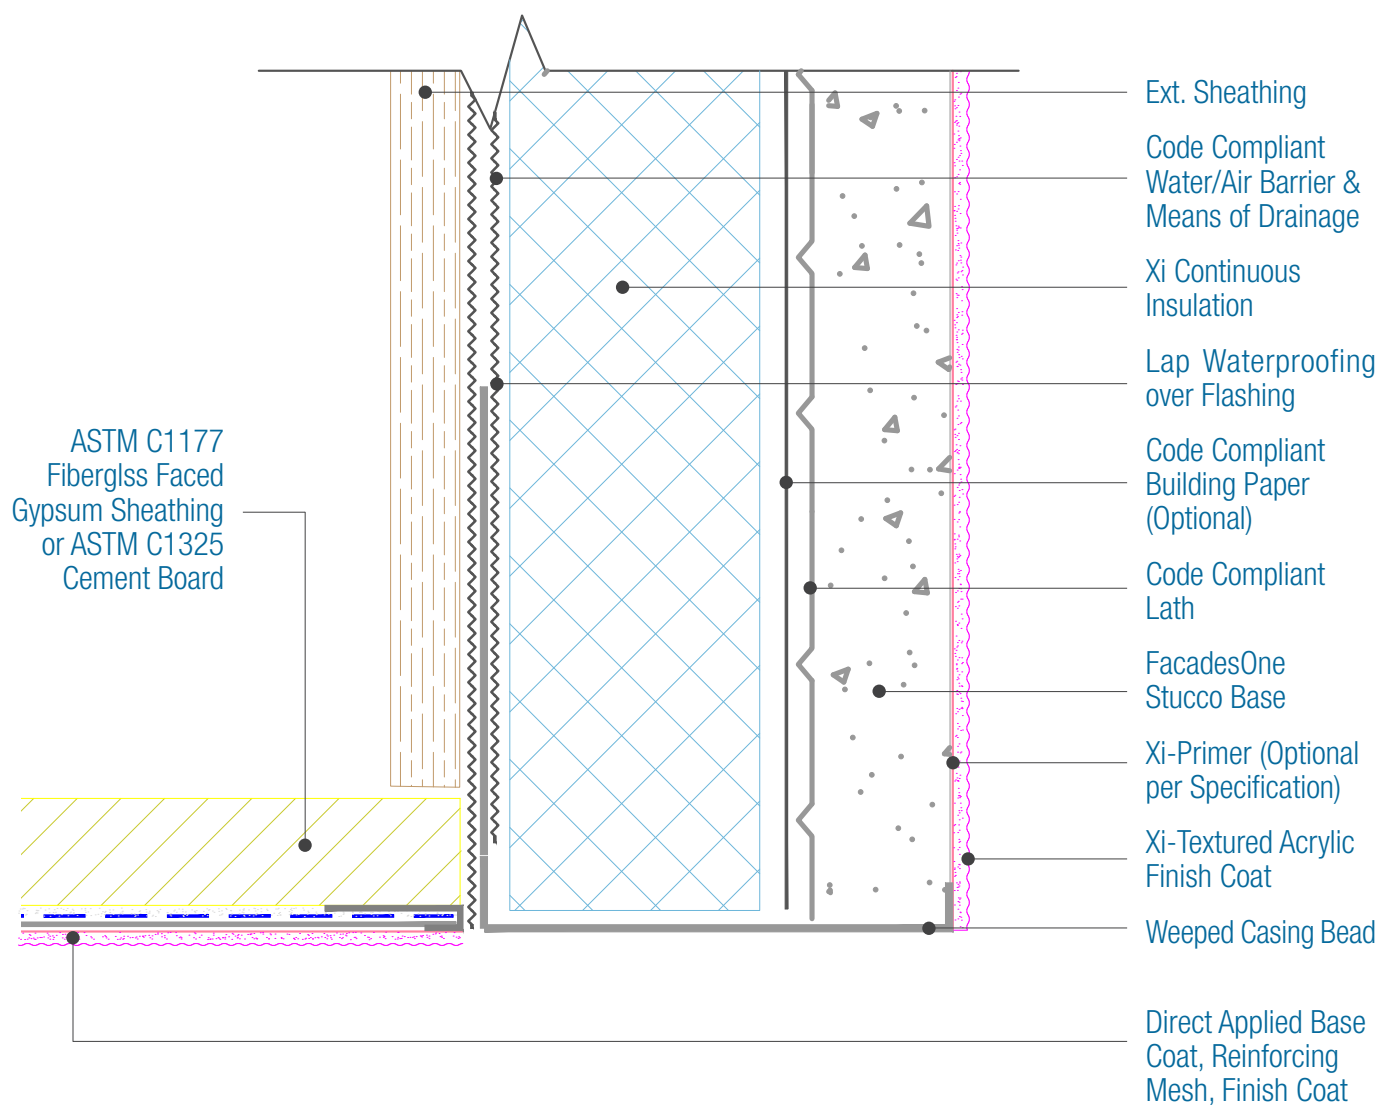 Ext. Sheathing
Code Compliant
Water/Air Barrier &
Means of Drainage
Xi Continuous
Insulation
Lap Waterproofing
over Flashing
ASTM C1177
Fiberglss Faced
Gypsum Sheathing
or ASTM C1325
Cement Board
Code Compliant
Building Paper
(Optional)
Code Compliant
Lath
FacadesOne
Stucco Base
Xi-Primer (Optional
per Specification)
Xi-Textured Acrylic
Finish Coat
Weeped Casing Bead
Direct Applied Base
Coat, Reinforcing
Mesh, Finish Coat